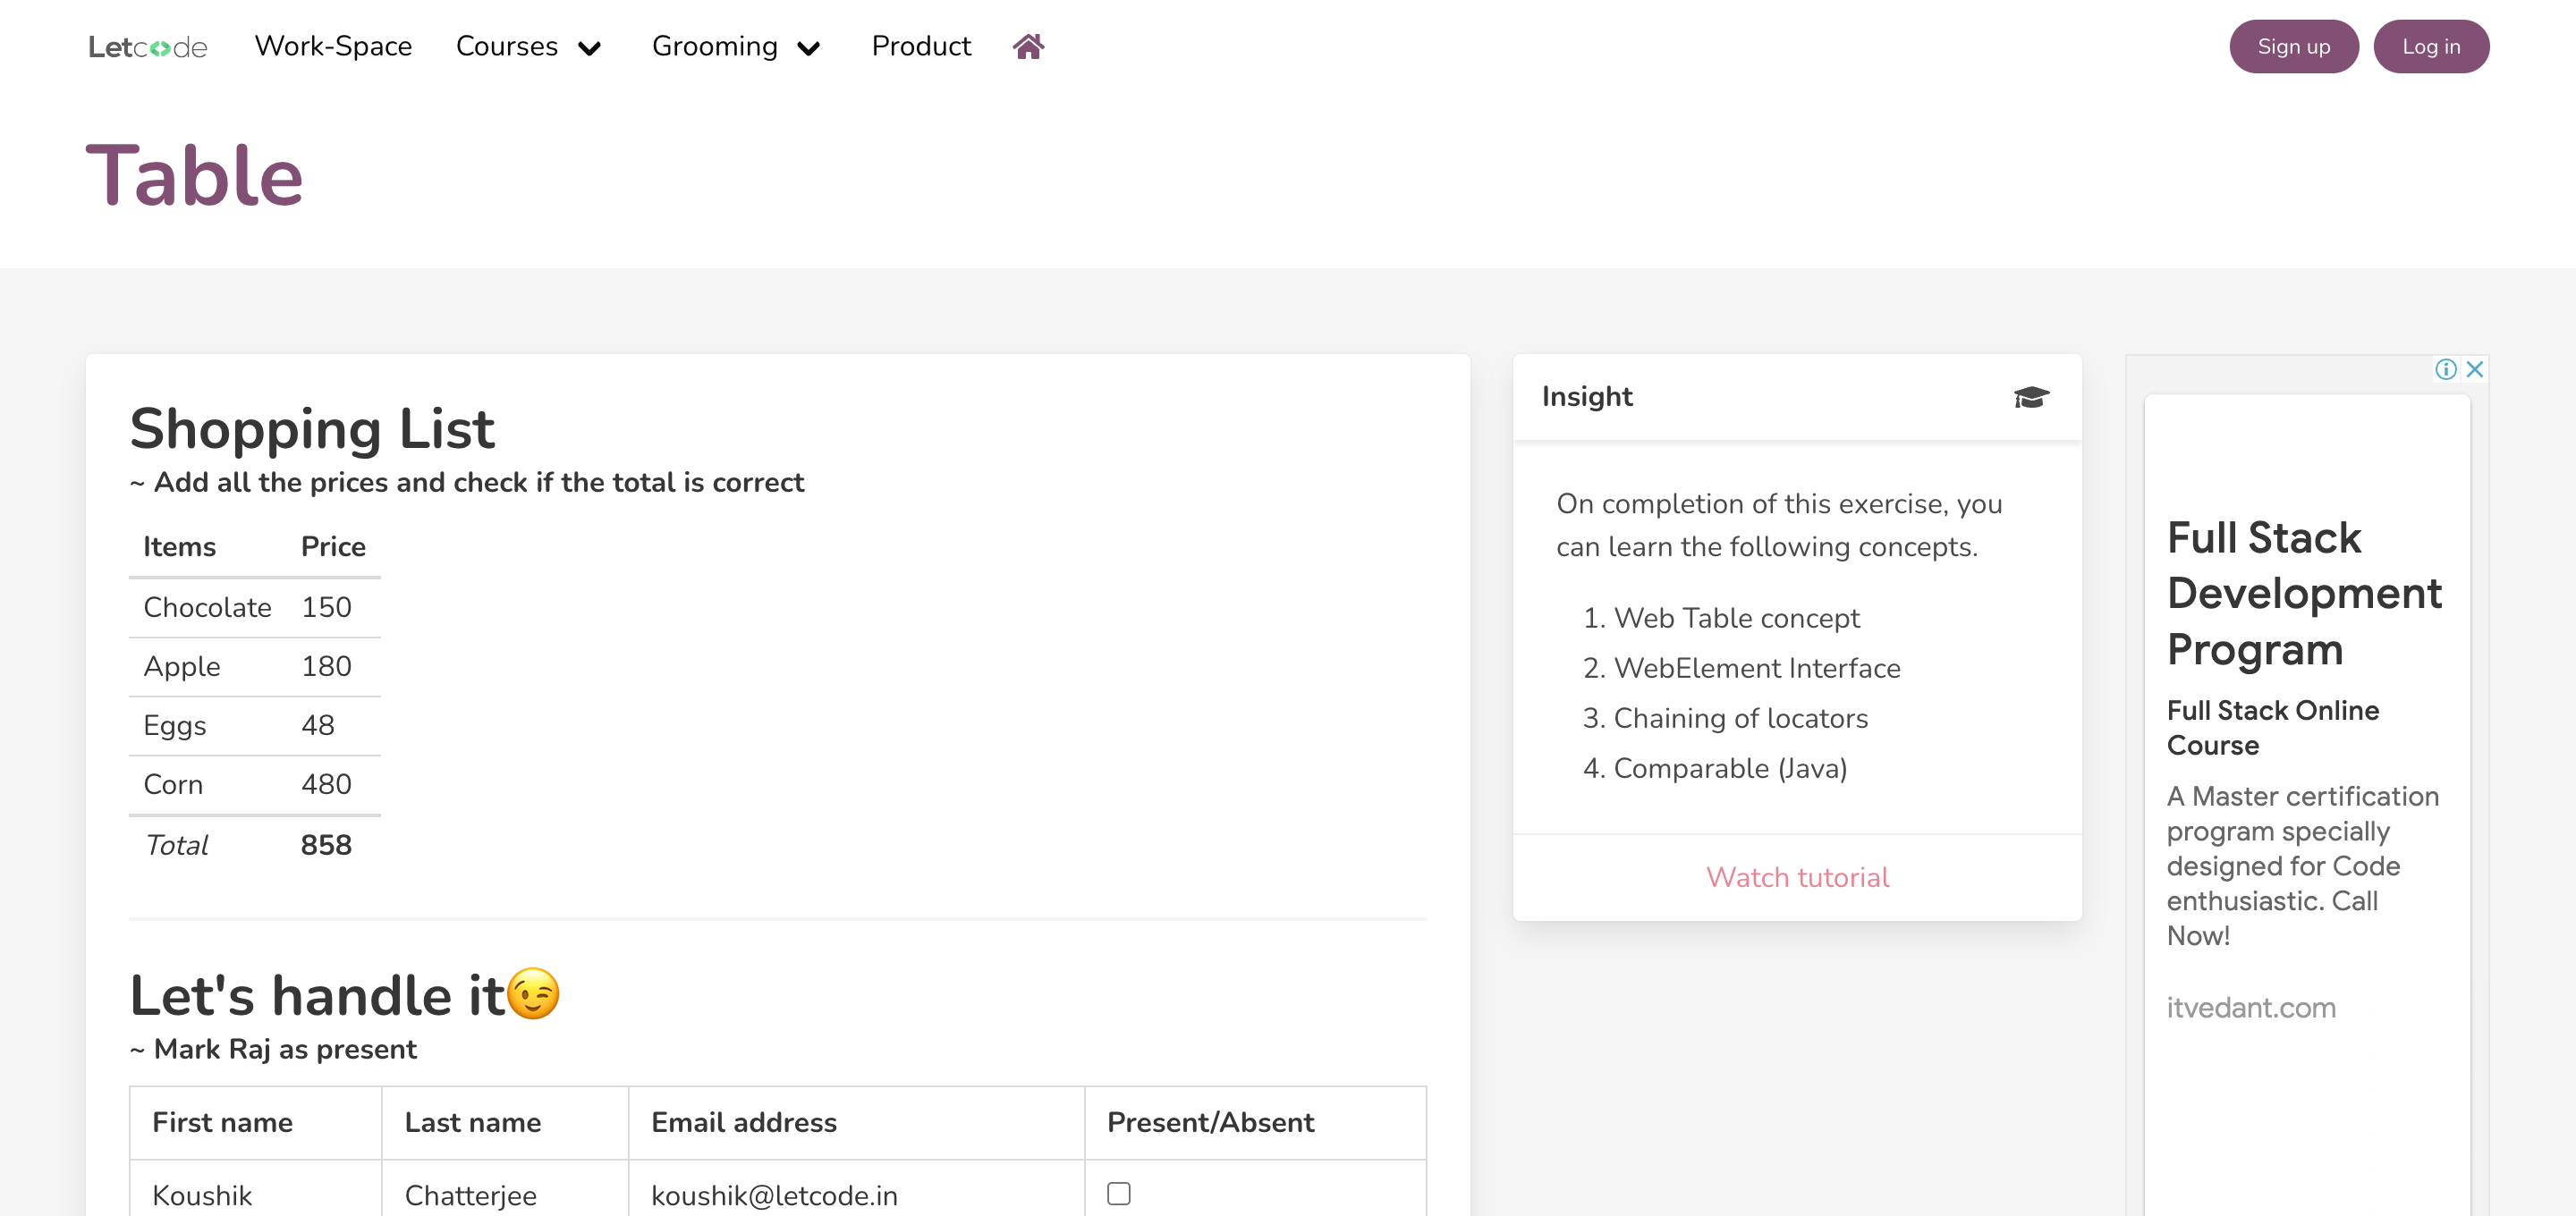 Letcode Work-Space Courses Grooming Product Sign up Log in
Table
Shopping List
~ Add all the prices and check if the total is correct
Items Price
Chocolate 150
Apple 180
Eggs 48
Corn 480
Total 858
Let's handle it😉
~ Mark Raj as present
First name Last name Email address Present/Absent
Koushik Chatterjee koushik@letcode.in
Insight
On completion of this exercise, you
can learn the following concepts.
1. Web Table concept
2. WebElement Interface
3. Chaining of locators
4. Comparable (Java)
Watch tutorial
Full Stack
Development
Program
Full Stack Online
Course
A Master certification
program specially
designed for Code
enthusiastic. Call
Now!
itvedant.com